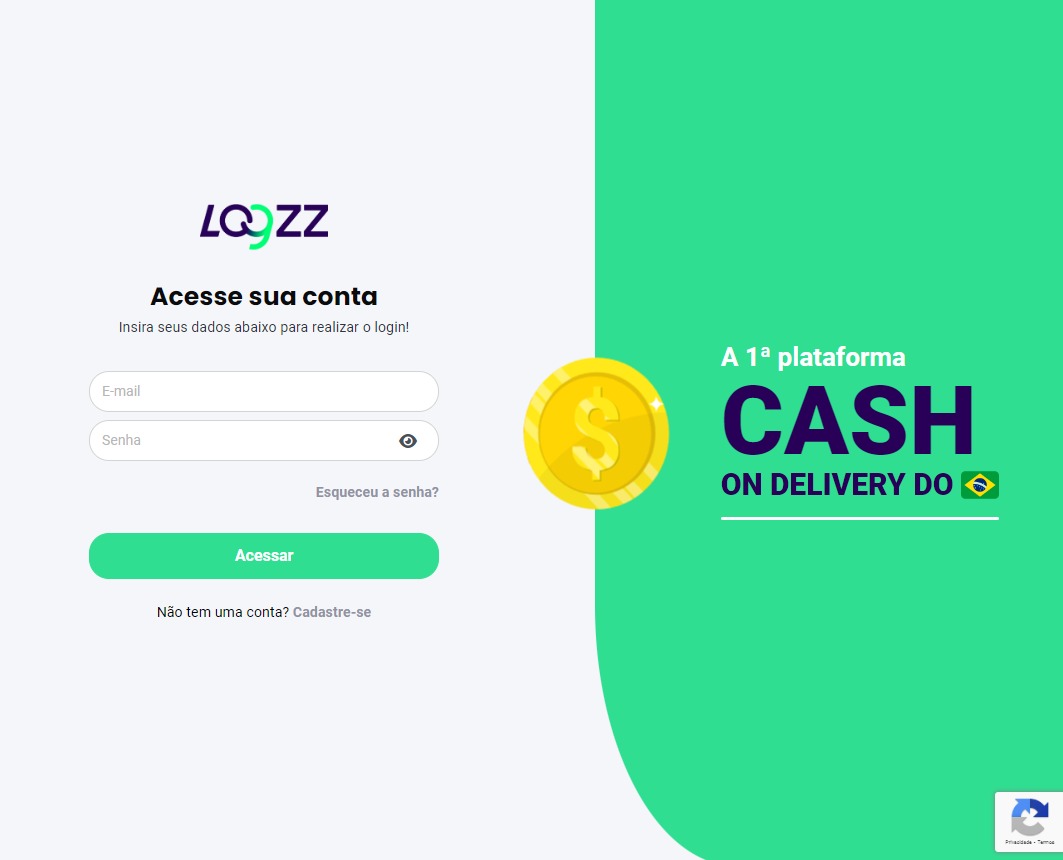 LOGZZ
Acesse sua conta
Insira seus dados abaixo para realizar o login!
E-mail
Senha
Esqueceu a senha?
Acessar
Não tem uma conta? Cadastre-se
$
A 1ª plataforma
CASH
ON DELIVERY DO
Privacidade - Termos